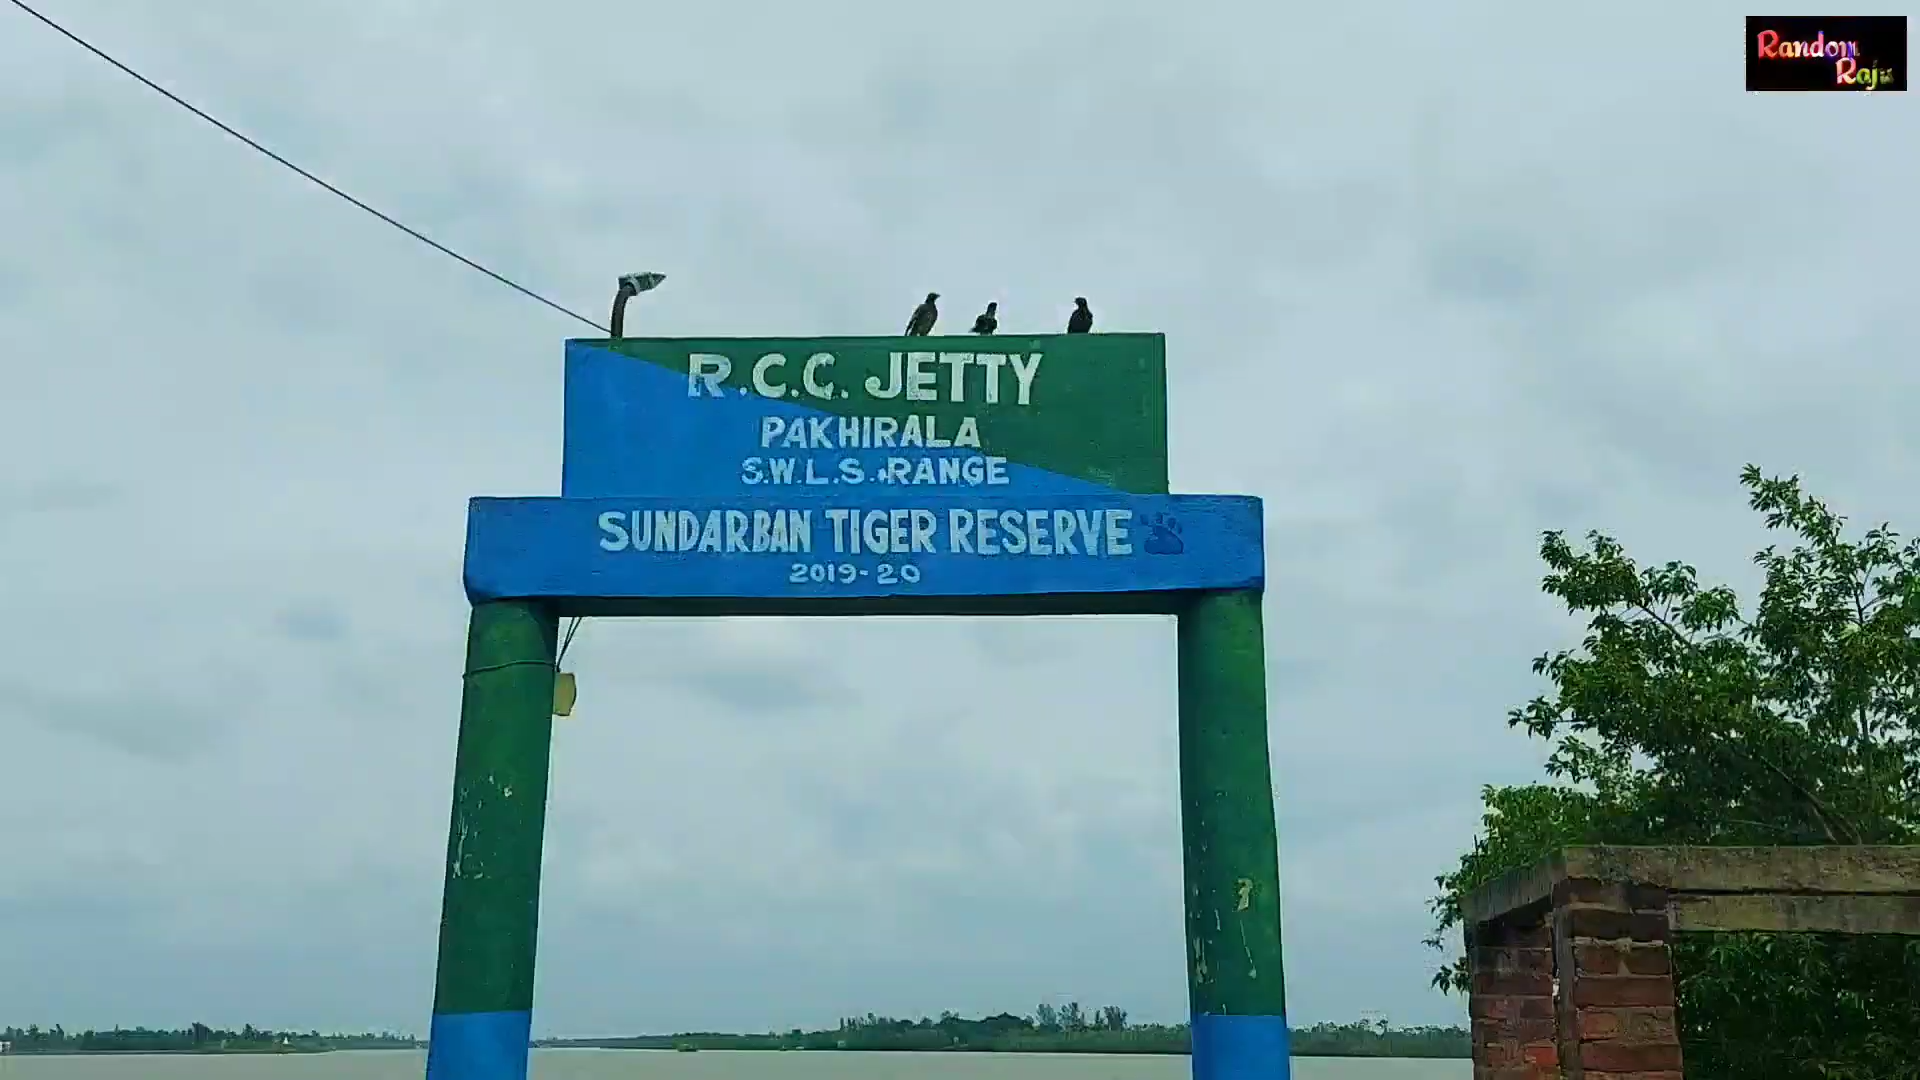 Random
Raju
R.C.C. JETTY
PAKHIRALA
S.W.L.S. RANGE
SUNDARBAN TIGER RESERVE
2019-20